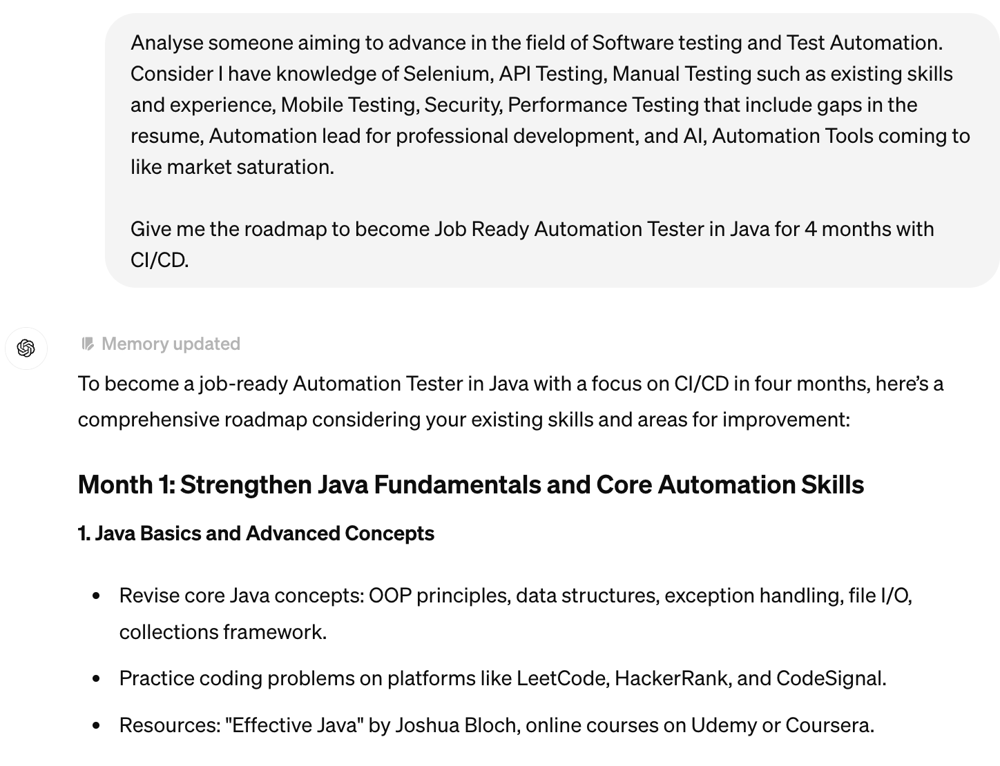 Analyse someone aiming to advance in the field of Software testing and Test Automation.
Consider I have knowledge of Selenium, API Testing, Manual Testing such as existing skills
and experience, Mobile Testing, Security, Performance Testing that include gaps in the
resume, Automation lead for professional development, and AI, Automation Tools coming to
like market saturation.
Give me the roadmap to become Job Ready Automation Tester in Java for 4 months with
CI/CD.
Memory updated
To become a job-ready Automation Tester in Java with a focus on CI/CD in four months, here’s a
comprehensive roadmap considering your existing skills and areas for improvement:
Month 1: Strengthen Java Fundamentals and Core Automation Skills
1. Java Basics and Advanced Concepts
• Revise core Java concepts: OOP principles, data structures, exception handling, file I/O,
collections framework.
• Practice coding problems on platforms like LeetCode, HackerRank, and CodeSignal.
• Resources: "Effective Java" by Joshua Bloch, online courses on Udemy or Coursera.